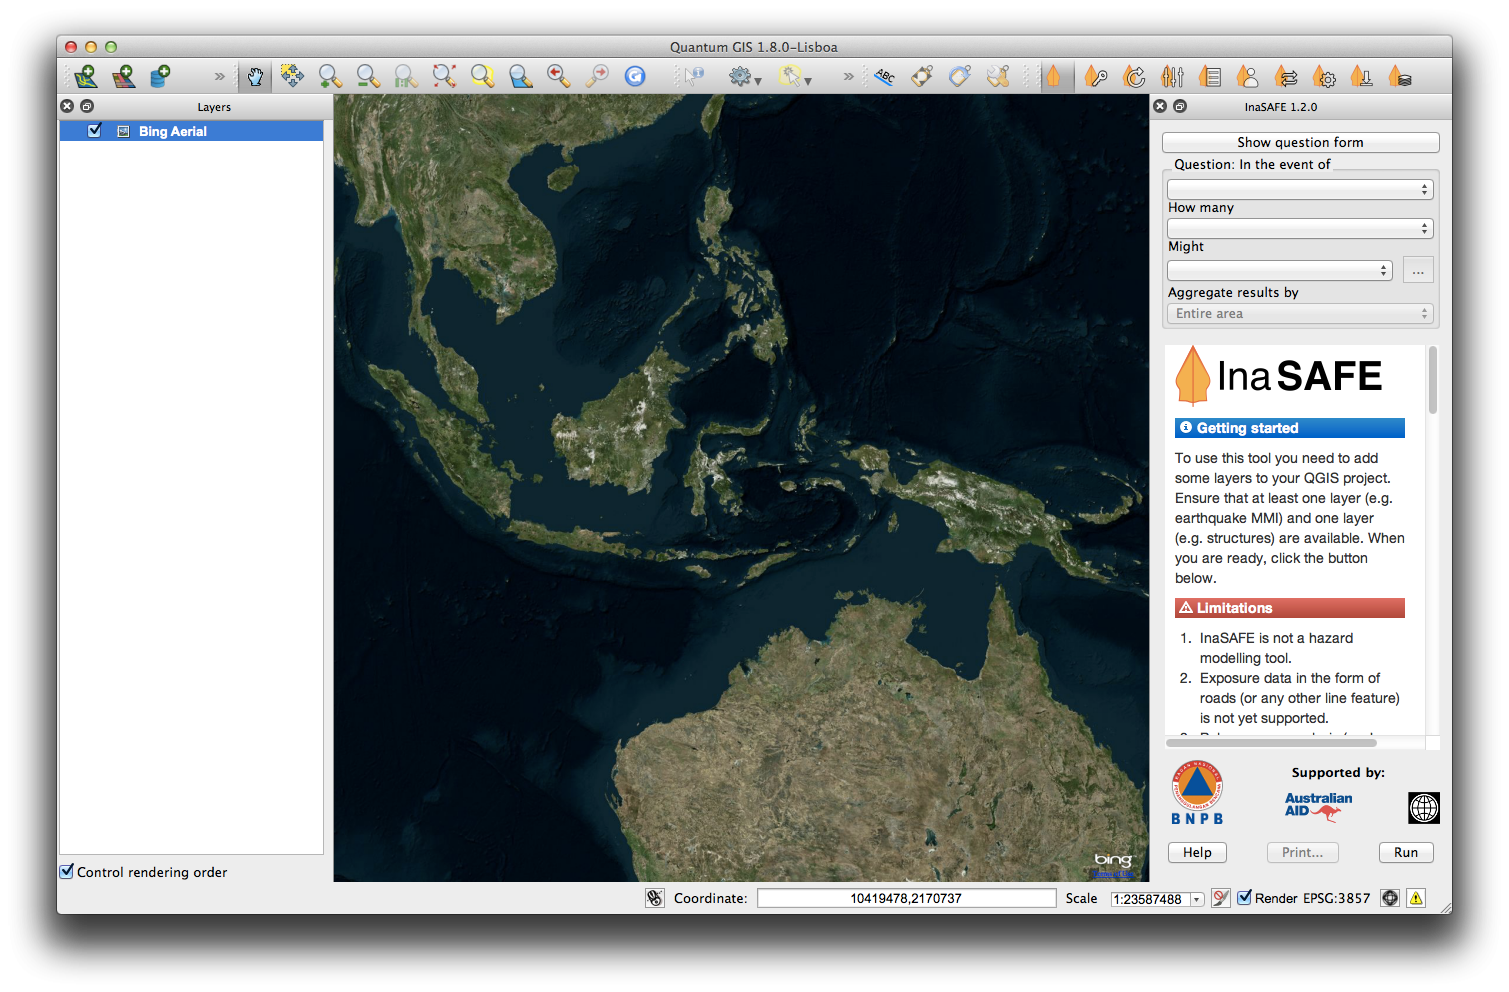 Quantum GIS 1.8.0-Lisboa
ABC
Layers
InaSAFE 1.2.0
Bing Aerial
Show question form
Question: In the event of
How many
Might
...
Aggregate results by
Entire area
InaSAFE
Getting started
To use this tool you need to add
some layers to your QGIS project.
Ensure that at least one layer (e.g.
earthquake MMI) and one layer
(e.g. structures) are available. When
you are ready, click the button
below.
Limitations
1. InaSAFE is not a hazard
modelling tool.
2. Exposure data in the form of
roads (or any other line feature)
is not yet supported.
BNPB
Supported by:
Australian
AID
bing
Help
Print...
Run
Control rendering order
Coordinate:
10419478,2170737
Scale
1:23587488
Render
EPSG:3857